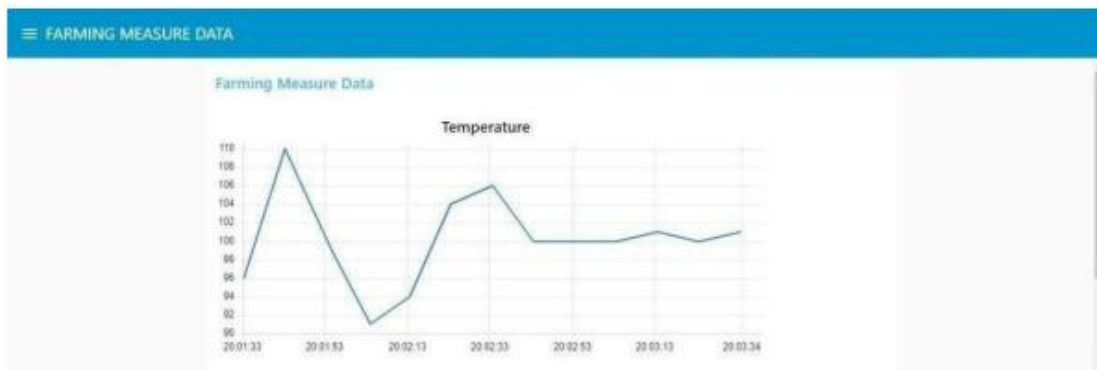 ≡ FARMING MEASURE DATA
Farming Measure Data
Temperature
110
108
106
104
102
100
98
96
94
92
90
20:01:33 20:01:53 20:02:13 20:02:33 20:02:53 20:03:13 20:03:34